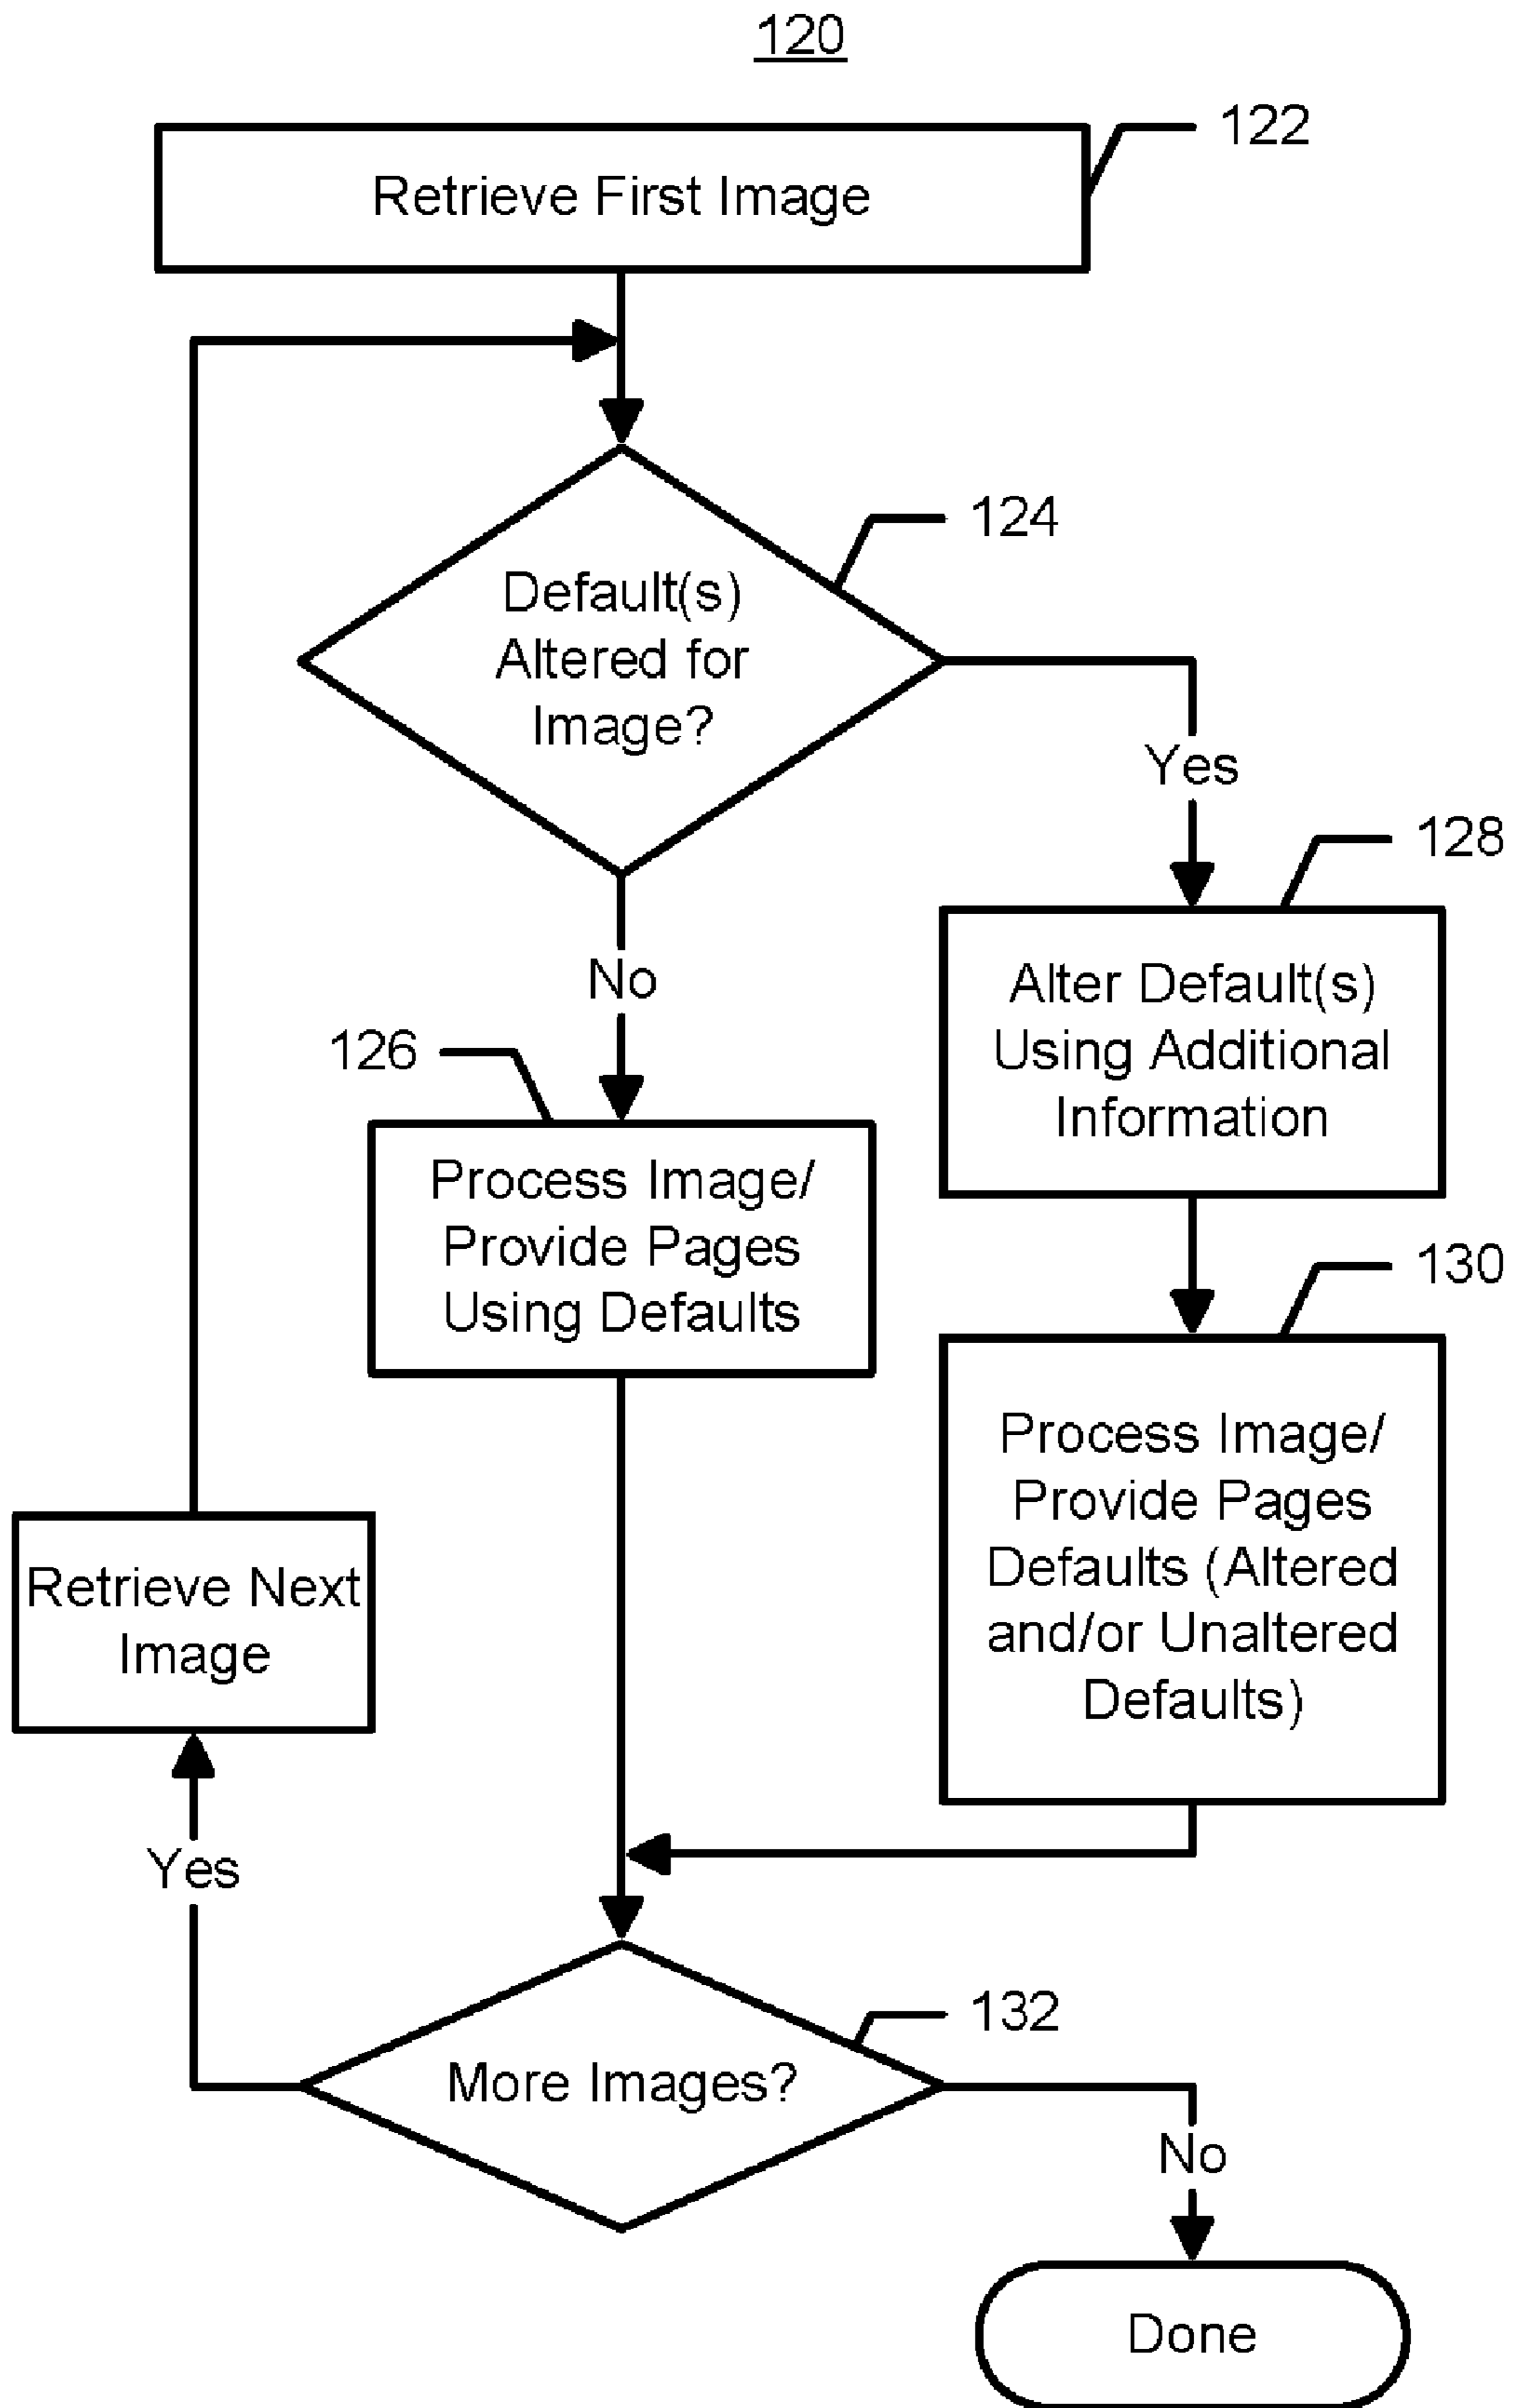 120
122
Retrieve First Image
124
Default(s)
Altered for
Image?
Yes
128
No
Alter Default(s)
Using Additional
Information
126
Process Image/
Provide Pages
Using Defaults
130
Process Image/
Provide Pages
Defaults (Altered
and/or Unaltered
Defaults)
Retrieve Next
Image
Yes
132
More Images?
No
Done